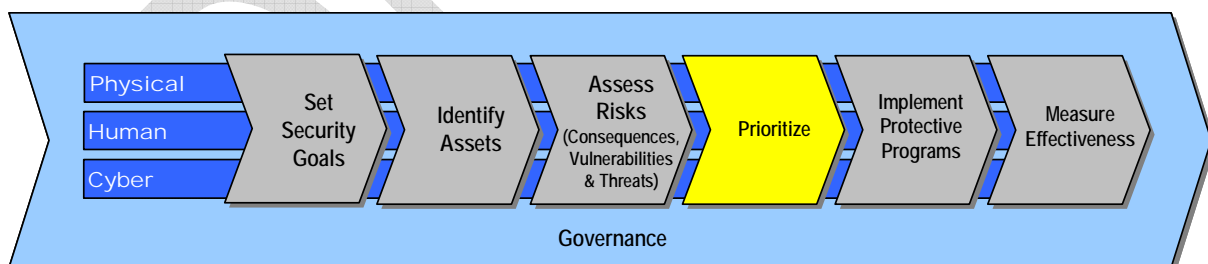 Physical
Human
Cyber
Set
Security
Goals
Identify
Assets
Assess
Risks
(Consequences,
Vulnerabilities
& Threats)
Prioritize
Implement
Protective
Programs
Measure
Effectiveness
Governance